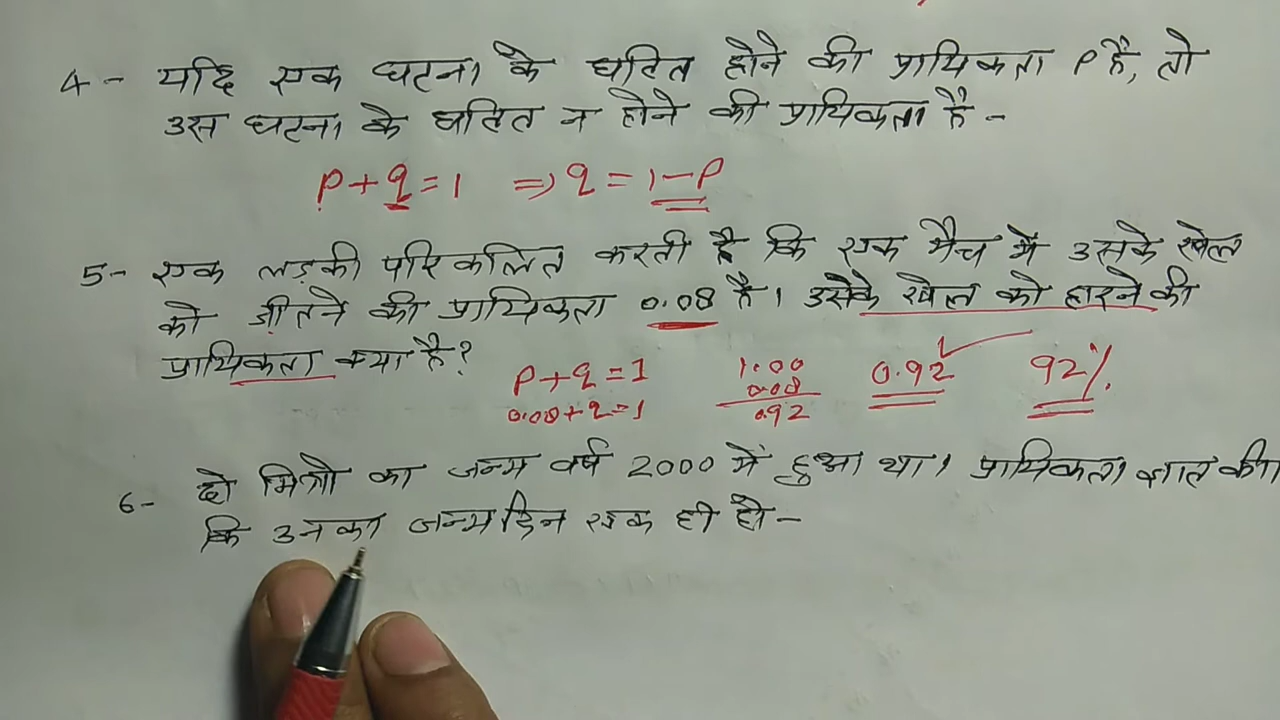 4- यदि एक घटना के घटित होने की प्रायिकता P है, तो
उस घटना के घटित न होने की प्रायिकता है -
P+q=1 ⇒ q = 1-P
5- एक लड़की परिकलित करती है कि एक मैच में उसके खेल
को जीतने की प्रायिकता 0.08 है। उसके खेल को हारने की
प्रायिकता क्या है?
P+q=1
0.08+q=1
1.00
0.08
0.92
0.92
92%
6- दो मित्रो का जन्म वर्ष 2000 में हुआ था। प्रायिकता ज्ञात
कि उनका जन्मदिन एक ही हो -